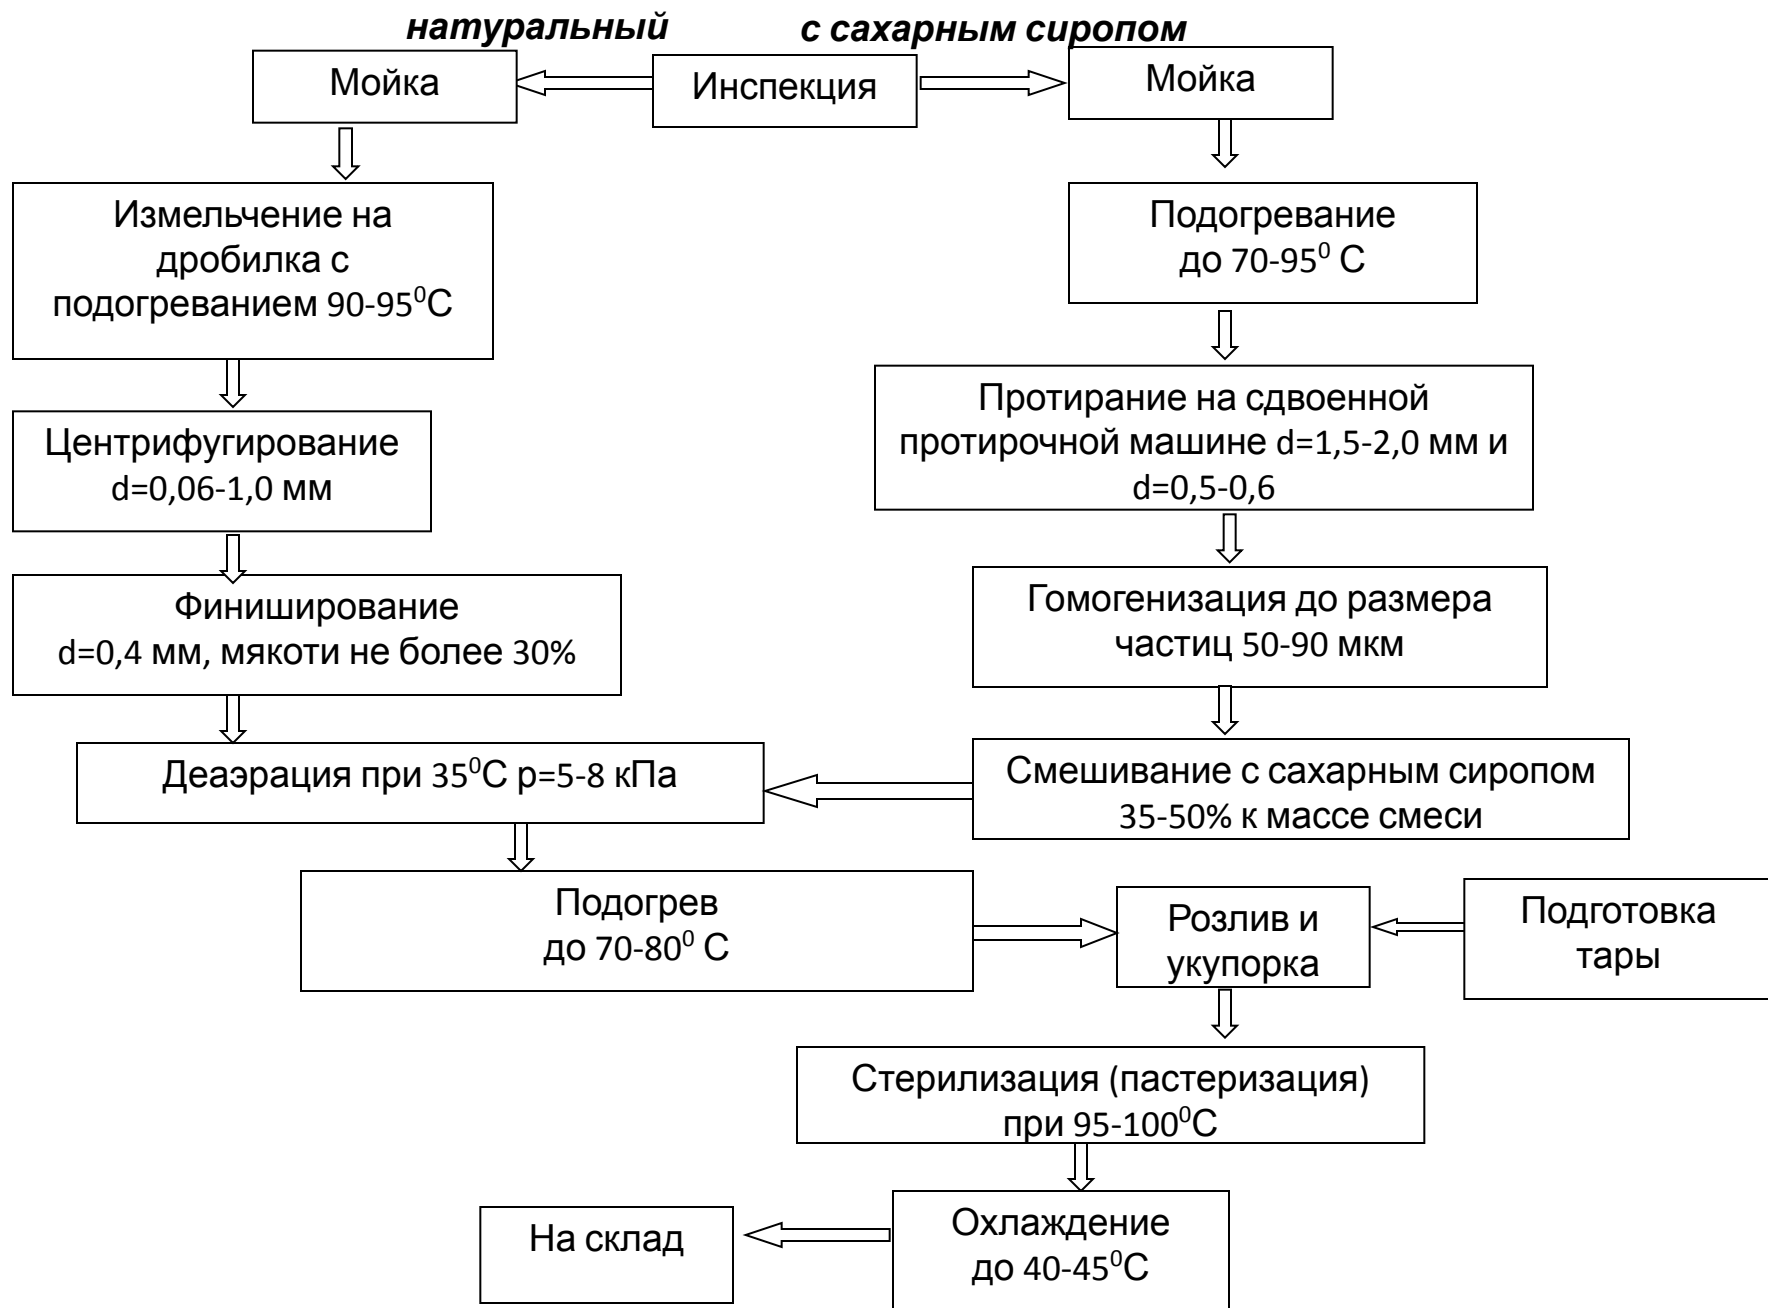 натуральный
с сахарным сиропом
Мойка
Инспекция
Мойка
Измельчение на
дробилка с
подогреванием 90-95⁰С
Подогревание
до 70-95⁰ С
Центрифугирование
d=0,06-1,0 мм
Протирание на сдвоенной
протирочной машине d=1,5-2,0 мм и
d=0,5-0,6
Финиширование
d=0,4 мм, мякоти не более 30%
Гомогенизация до размера
частиц 50-90 мкм
Деаэрация при 35⁰С р=5-8 кПа
Смешивание с сахарным сиропом
35-50% к массе смеси
Подогрев
до 70-80⁰ С
Розлив и
укупорка
Подготовка
тары
Стерилизация (пастеризация)
при 95-100⁰С
На склад
Охлаждение
до 40-45⁰С